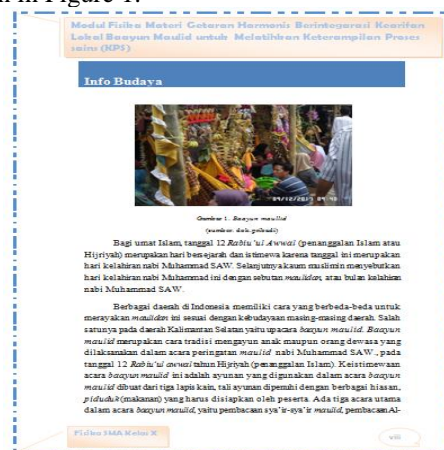 Modul Fisika Materi Getaran Harmonis Berintegarasi Kearifan
Lokal Baayun Maulid untuk Melatihkan Keterampilan Proses
sains (KPS)
Info Budaya
09/12/2017 09:40
Gambar 1. Baayun maulid
(sumber: dok.pribadi)
Bagi umat Islam, tanggal 12 Rabiu'ul Awwal (penanggalan Islam atau
Hijriyah) merupakan hari bersejarah dan istimewa karena tanggal ini merupakan
hari kelahiran nabi Muhammad SAW. Selanjutnya kaum muslimin menyebutkan
hari kelahiran nabi Muhammad ini dengan sebutan maulidan, atau bulan kelahiran
nabi Muhammad SAW.
Berbagai daerah di Indonesia memiliki cara yang berbeda-beda untuk
merayakan maulidan ini sesuai dengan kebudayaan masing-masing daerah. Salah
satunya pada daerah Kalimantan Selatan yaitu upacara baayun maulid. Baayun
maulid merupakan cara tradisi mengayun anak maupun orang dewasa yang
dilaksanakan dalam acara peringatan maulid nabi Muhammad SAW., pada
tanggal 12 Rabiu'ul awwal tahun Hijriyah (penanggalan Islam). Keistimewaan
acara baayun maulid ini adalah ayunan yang digunakan dalam acara baayun
maulid dibuat dari tiga lapis kain, tali ayunan dipenuhi dengan berbagai hiasan,
piduduk (makanan) yang harus disiapkan oleh peserta. Ada tiga acara utama
dalam acara baayun maulid, yaitu pembacaan sya'ir-sya'ir maulid, pembacaan Al-
Fisika SMA Kelas X
viii